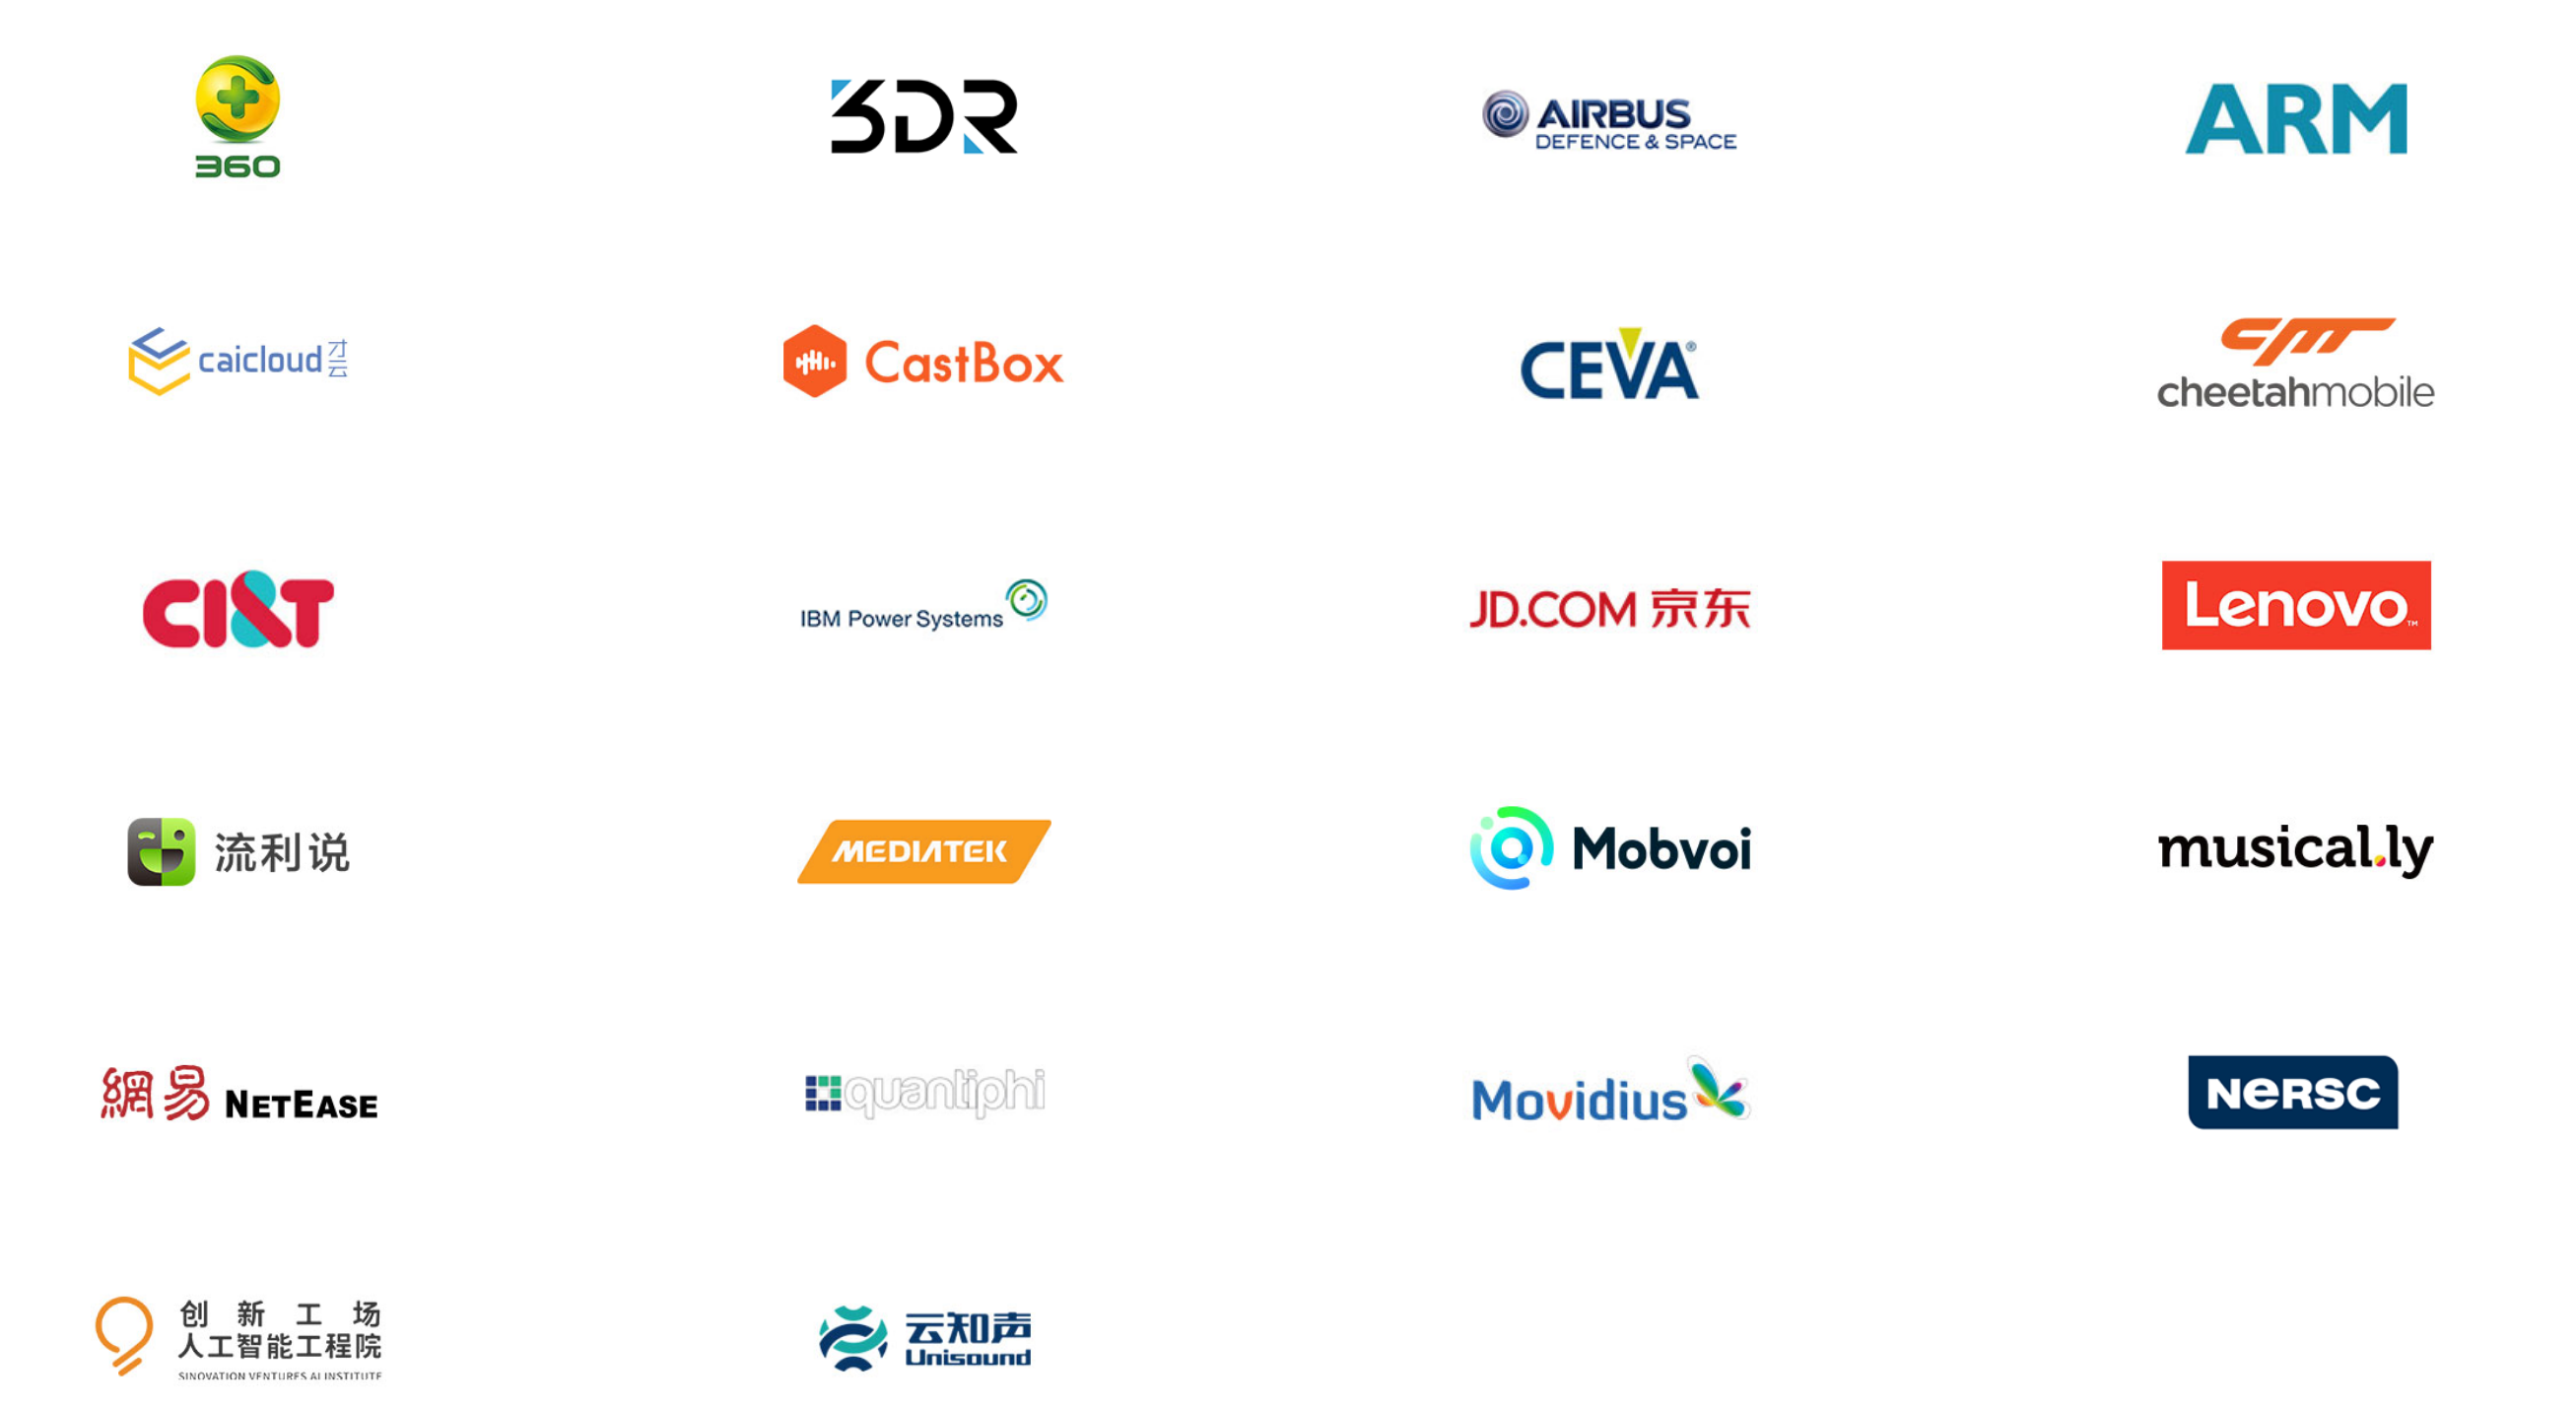 360
3DR
AIRBUS
DEFENCE & SPACE
ARM
caicloud 才云
CastBox
CEVA®
cheetahmobile
CI&T
IBM Power Systems
JD.COM 京东
Lenovo™
流利说
MEDIATEK
Mobvoi
musical.ly
網易 NETEASE
quantiphi
Movidius
NERSC
创新工场
人工智能工程院
SINOVATION VENTURES AI INSTITUTE
云知声
Unisound